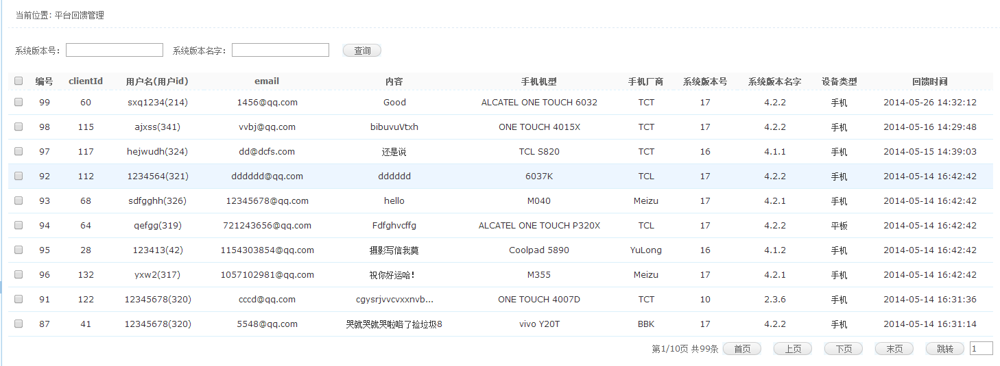 当前位置: 平台回馈管理
系统版本号: 系统版本名字: 查询
编号 clientId 用户名(用户id) email 内容 手机机型 手机厂商 系统版本号 系统版本名字 设备类型 回馈时间
99 60 sxq1234(214) 1456@qq.com Good ALCATEL ONE TOUCH 6032 TCT 17 4.2.2 手机 2014-05-26 14:32:12
98 115 ajxss(341) vvbj@qq.com bibuvuVtxh ONE TOUCH 4015X TCT 17 4.2.2 手机 2014-05-16 14:29:48
97 117 hejwudh(324) dd@dcfs.com 还是说 TCL S820 TCT 16 4.1.1 手机 2014-05-15 14:39:03
92 112 1234564(321) dddddd@qq.com dddddd 6037K TCL 17 4.2.2 手机 2014-05-14 16:42:42
93 68 sdfgghh(326) 12345678@qq.com hello M040 Meizu 17 4.2.1 手机 2014-05-14 16:42:42
94 64 qefgg(319) 721243656@qq.com Fdfghvcffg ALCATEL ONE TOUCH P320X TCL 17 4.2.2 平板 2014-05-14 16:42:42
95 28 123413(42) 1154303854@qq.com 摄影写信我莫 Coolpad 5890 YuLong 16 4.1.2 手机 2014-05-14 16:42:42
96 132 yxw2(317) 1057102981@qq.com 祝你好运哈! M355 Meizu 17 4.2.1 手机 2014-05-14 16:42:42
91 122 12345678(320) cccd@qq.com cgysrjvvcvxxnvb... ONE TOUCH 4007D TCT 10 2.3.6 手机 2014-05-14 16:31:36
87 41 12345678(320) 5548@qq.com 哭就哭就哭啦咯了捡垃圾8 vivo Y20T BBK 17 4.2.2 手机 2014-05-14 16:31:14
第1/10页 共99条 首页 上页 下页 末页 跳转 1